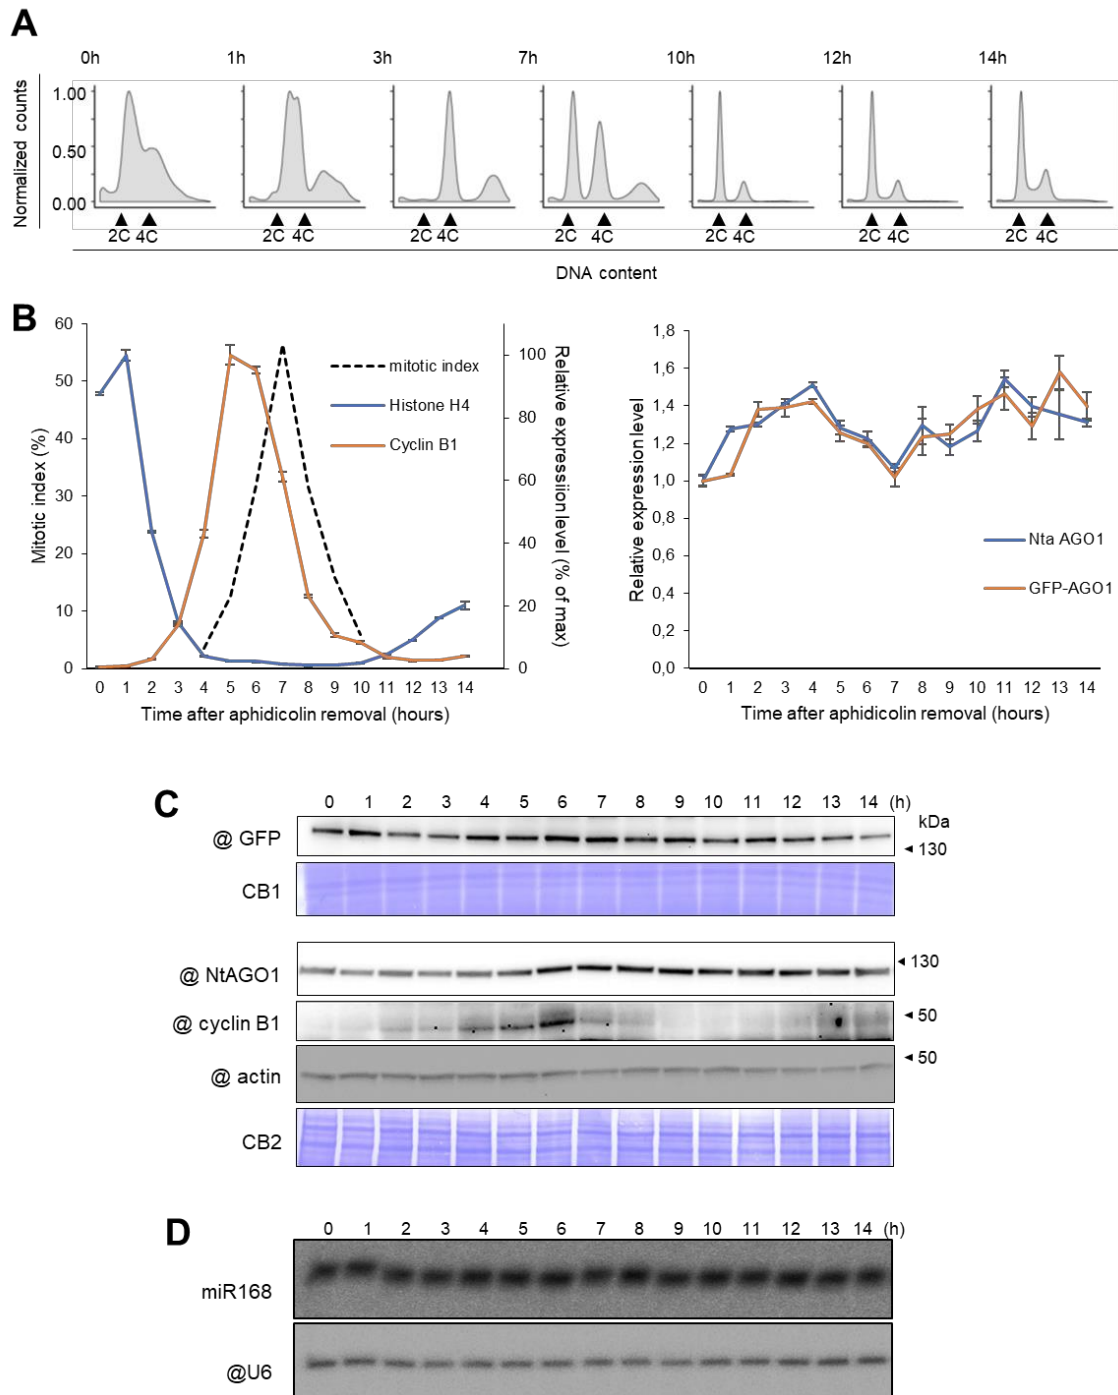 A
0h 1h 3h 7h 10h 12h 14h
Normalized counts
1.00
0.50
0.00
2C 4C 2C 4C 2C 4C 2C 4C 2C 4C 2C 4C 2C 4C
DNA content
B
60
50
40
30
20
10
0
Mitotic index (%)
mitotic index
Histone H4
Cyclin B1
100
80
60
40
20
0
Relative expressiion level (% of max)
0 1 2 3 4 5 6 7 8 9 10 11 12 13 14
Time after aphidicolin removal (hours)
1,8
1,6
1,4
1,2
1,0
0,8
0,6
0,4
0,2
0,0
Relative expression level
Nta AGO1
GFP-AGO1
0 1 2 3 4 5 6 7 8 9 10 11 12 13 14
Time after aphidicolin removal (hours)
C
0 1 2 3 4 5 6 7 8 9 10 11 12 13 14 (h)
kDa
@ GFP
130
CB1
@ NtAGO1
130
@ cyclin B1
50
@ actin
50
CB2
D
0 1 2 3 4 5 6 7 8 9 10 11 12 13 14 (h)
miR168
@U6